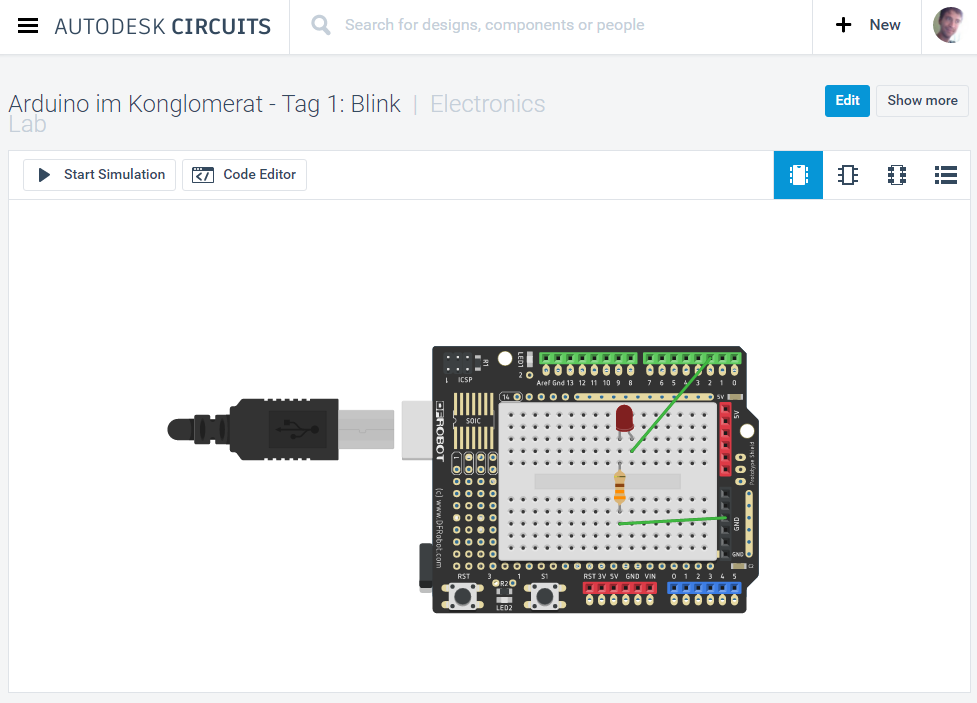 AUTODESK CIRCUITS
Search for designs, components or people
New
Arduino im Konglomerat - Tag 1: Blink | Electronics
Lab
Edit
Show more
Start Simulation
Code Editor
1 ICSP
R1
LED1
2
Aref Gnd 13 12 11 10 9 8
7 6 5 4 3 2 1 0
14
5V
5V
SOIC
DFROBOT
1
Prototype Shield
(c) www.DFRobot.com
GND
GND
RST 3 1 S1
R2
LED2
RST 3V 5V GND VIN
0 1 2 3 4 5